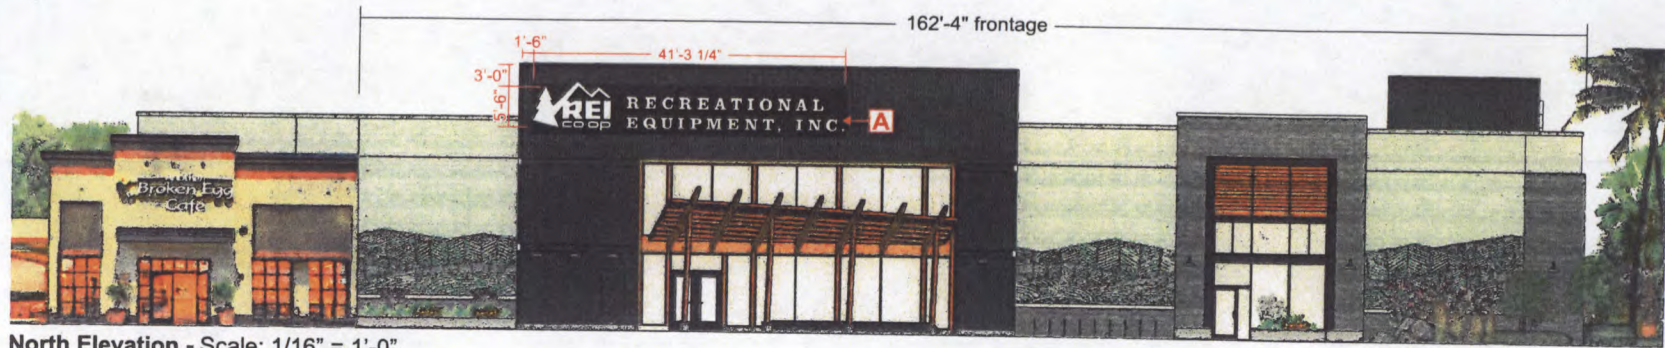 162'-4" frontage
1'-6"
41'-3 1/4"
3'-0"
5'-6"
REI
CO·OP
RECREATIONAL
EQUIPMENT, INC.
A
Broken Egg
Cafe
North Elevation - Scale: 1/16" = 1'-0"